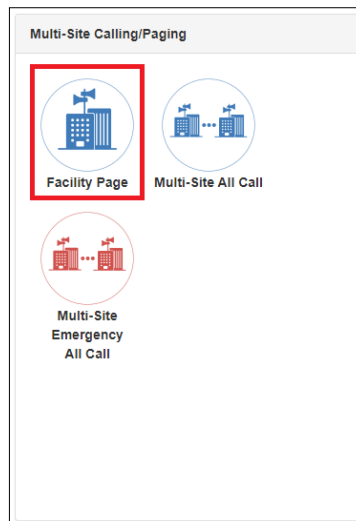 Multi-Site Calling/Paging
Facility Page
Multi-Site All Call
Multi-Site
Emergency
All Call